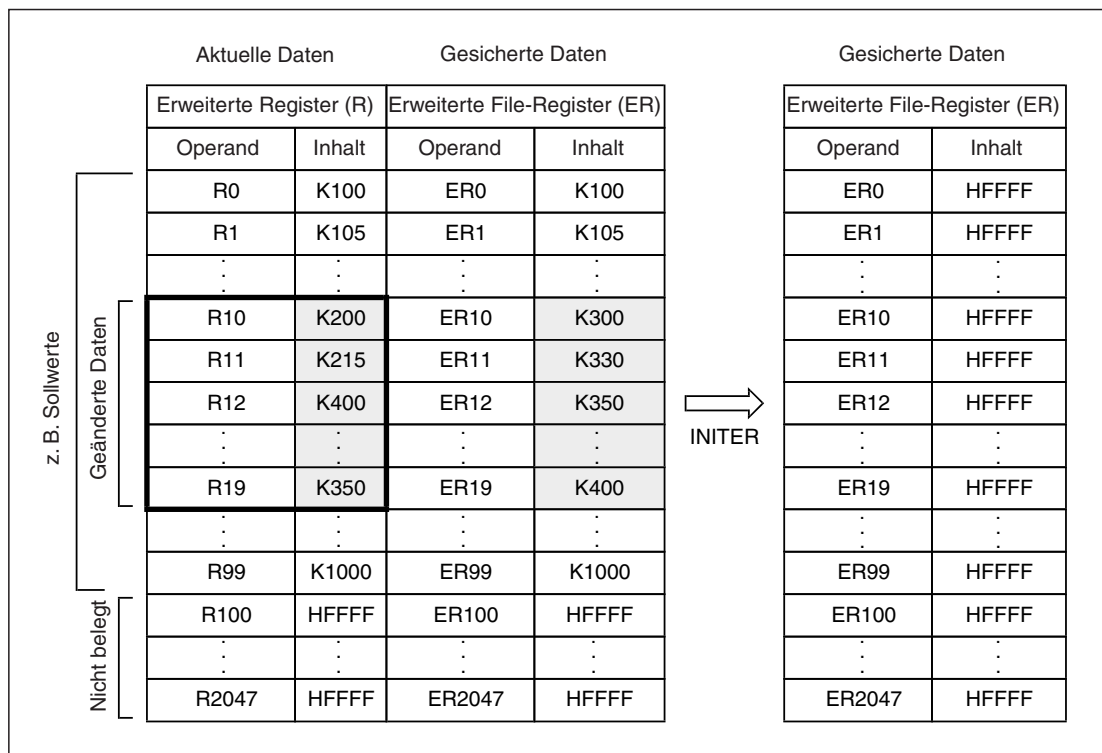 Aktuelle Daten Gesicherte Daten Gesicherte Daten
Erweiterte Register (R) Erweiterte File-Register (ER) Erweiterte File-Register (ER)
Operand Inhalt Operand Inhalt Operand Inhalt
R0 K100 ER0 K100 ER0 HFFFF
R1 K105 ER1 K105 ER1 HFFFF
: : : : : :
R10 K200 ER10 K300 ER10 HFFFF
R11 K215 ER11 K330 ER11 HFFFF
R12 K400 ER12 K350 ER12 HFFFF
: : : : : :
R19 K350 ER19 K400 ER19 HFFFF
: : : : : :
R99 K1000 ER99 K1000 ER99 HFFFF
R100 HFFFF ER100 HFFFF ER100 HFFFF
: : : : : :
R2047 HFFFF ER2047 HFFFF ER2047 HFFFF
z. B. Sollwerte
Geänderte Daten
Nicht belegt
INITER